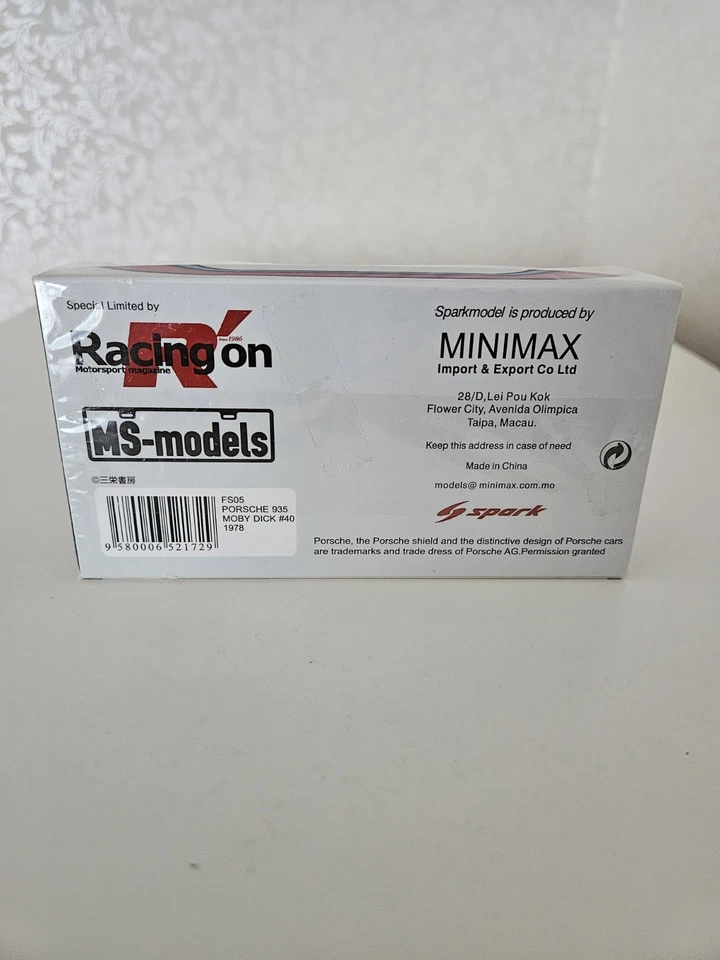 Special Limited by
Racing on
R'
Since 1986
Motorsport magazine
MS-models
©三栄書房
FS05
PORSCHE 935
MOBY DICK #40
1978
9 580006 521729
Sparkmodel is produced by
MINIMAX
Import & Export Co Ltd
28/D,Lei Pou Kok
Flower City, Avenida Olimpica
Taipa, Macau.
Keep this address in case of need
Made in China
models@minimax.com.mo
spark
Porsche, the Porsche shield and the distinctive design of Porsche cars
are trademarks and trade dress of Porsche AG.Permission granted